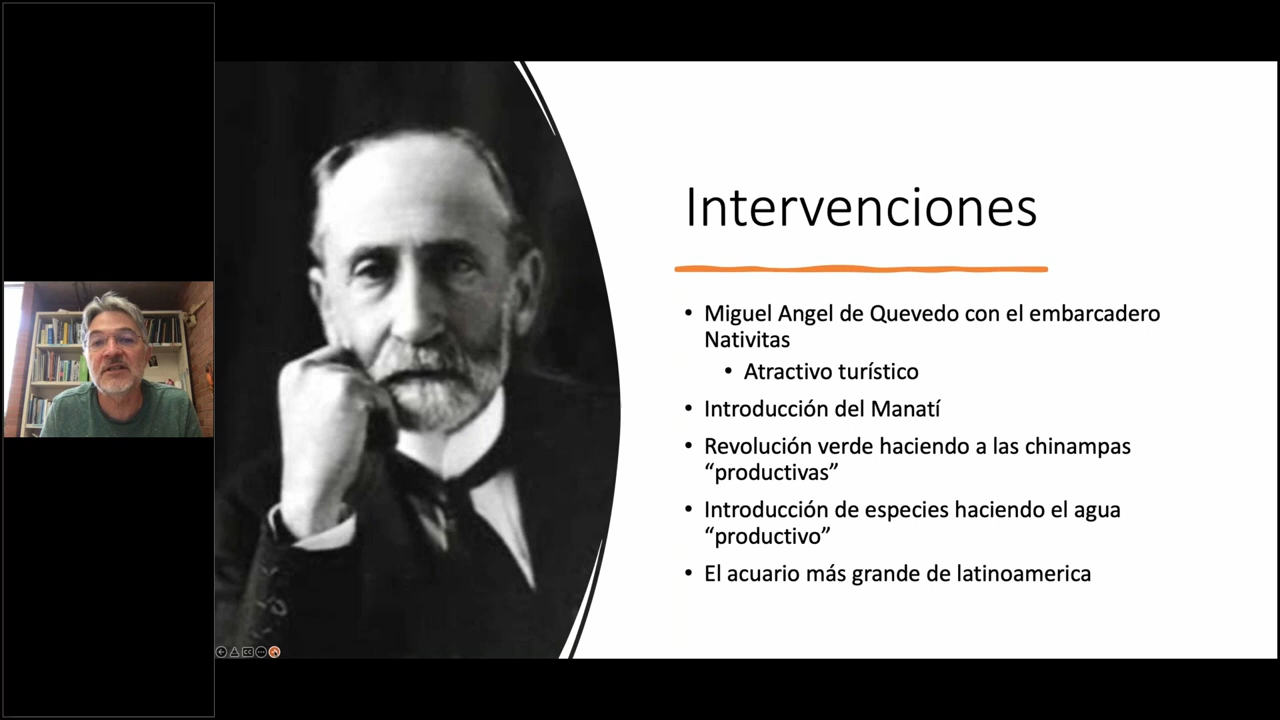 Intervenciones
• Miguel Angel de Quevedo con el embarcadero
Nativitas
• Atractivo turístico
• Introducción del Manatí
• Revolución verde haciendo a las chinampas
“productivas”
• Introducción de especies haciendo el agua
“productivo”
• El acuario más grande de latinoamerica